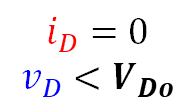 i_D = 0
v_D < V_Do